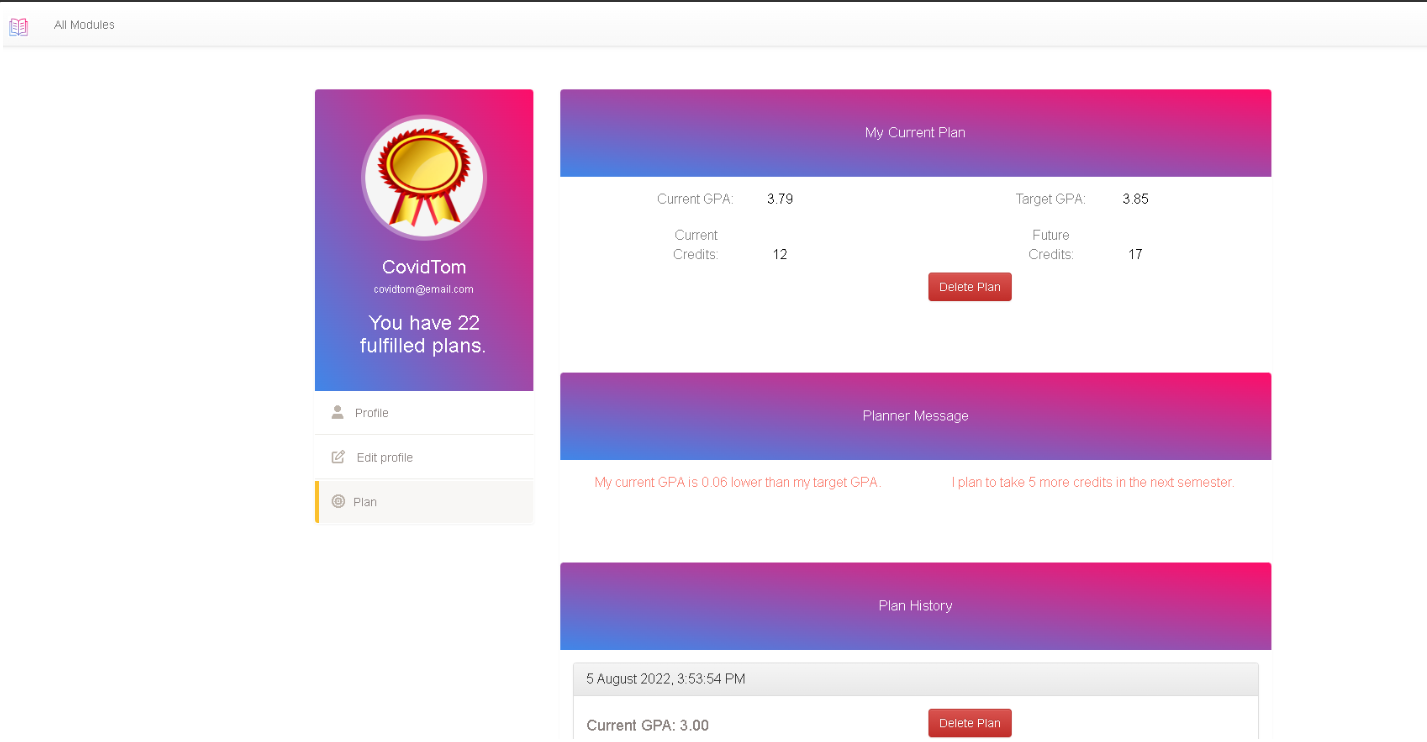 All Modules
CovidTom
covidtom@email.com
You have 22
fulfilled plans.
Profile
Edit profile
Plan
My Current Plan
Current GPA: 3.79 Target GPA: 3.85
Current
Credits: 12
Future
Credits: 17
Delete Plan
Planner Message
My current GPA is 0.06 lower than my target GPA. I plan to take 5 more credits in the next semester.
Plan History
5 August 2022, 3:53:54 PM
Current GPA: 3.00 Delete Plan